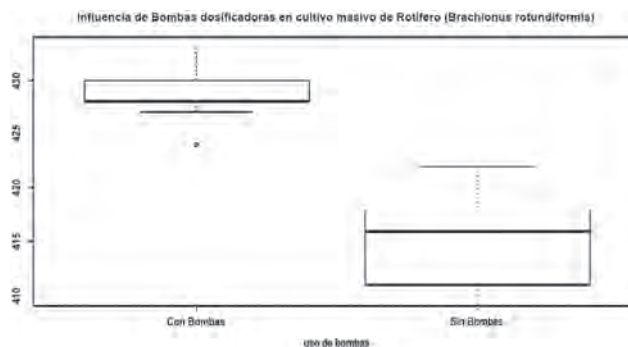 Influencia de Bombas dosificadoras en cultivo masivo de Rotífero (Brachionus rotundiformis)
430
425
420
415
410
Con Bombas
Sin Bombas
uso de bombas